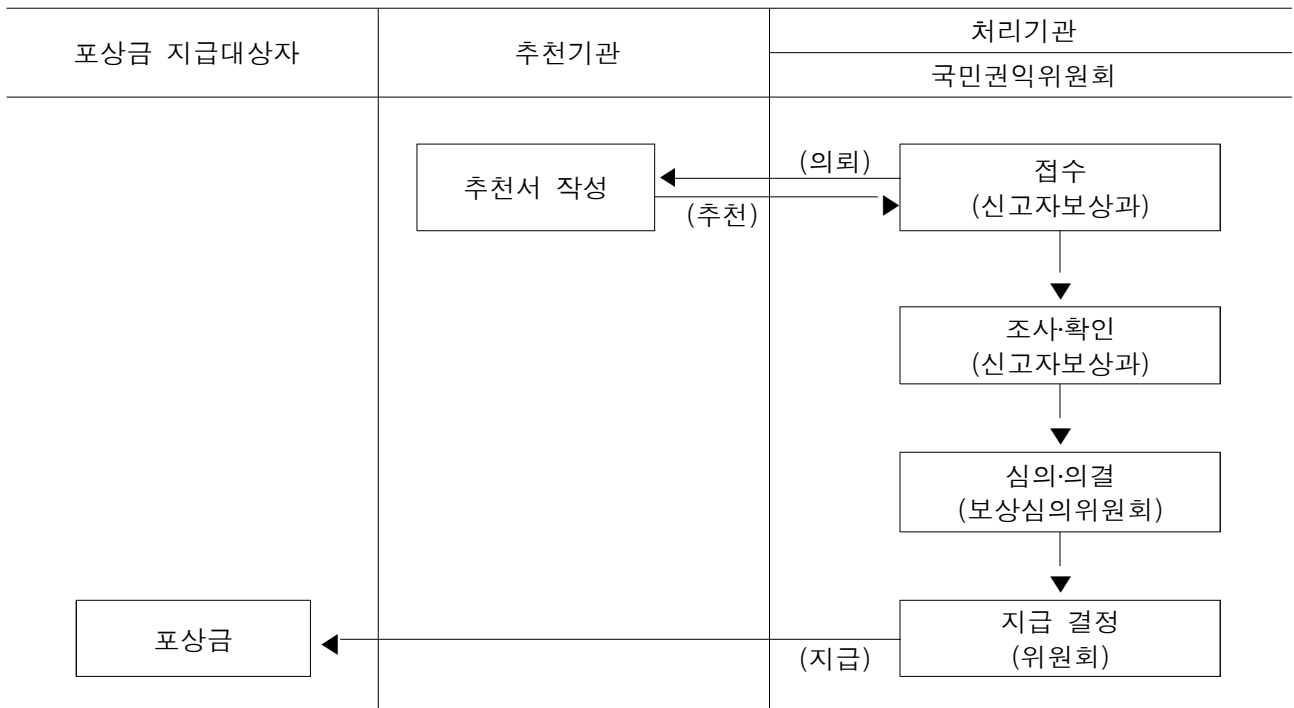 포상금 지급대상자
추천기관
처리기관
국민권익위원회
추천서 작성
(의뢰)
(추천)
접수
(신고자보상과)
조사·확인
(신고자보상과)
심의·의결
(보상심의위원회)
포상금
(지급)
지급 결정
(위원회)